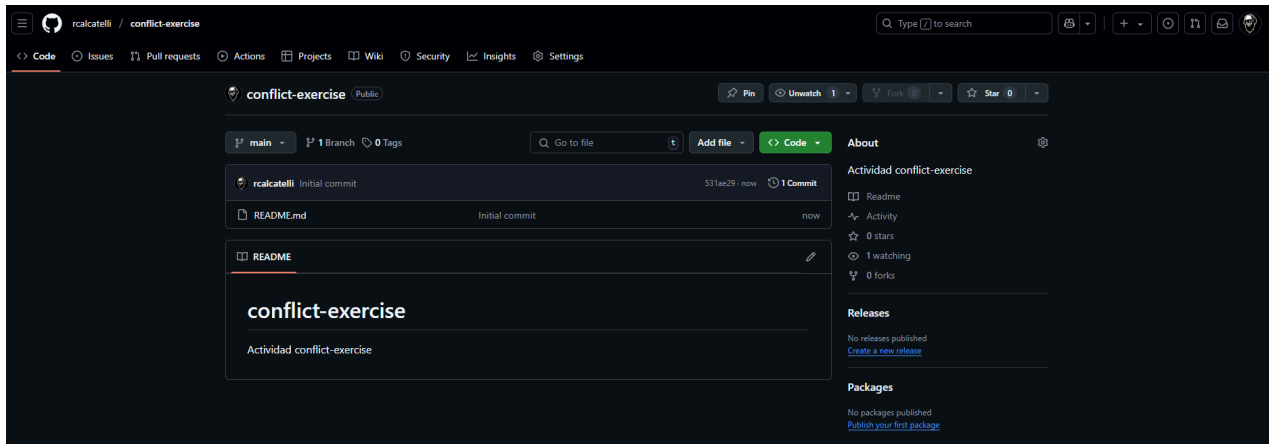 rcalcatelli / conflict-exercise
Type / to search
Code Issues Pull requests Actions Projects Wiki Security Insights Settings
conflict-exercise Public
Pin Unwatch 1 Fork 0 Star 0
main 1 Branch 0 Tags Go to file t Add file Code
rcalcatelli Initial commit 531ae29 · now 1 Commit
README.md Initial commit now
README
conflict-exercise
Actividad conflict-exercise
About
Actividad conflict-exercise
Readme
Activity
0 stars
1 watching
0 forks
Releases
No releases published
Create a new release
Packages
No packages published
Publish your first package